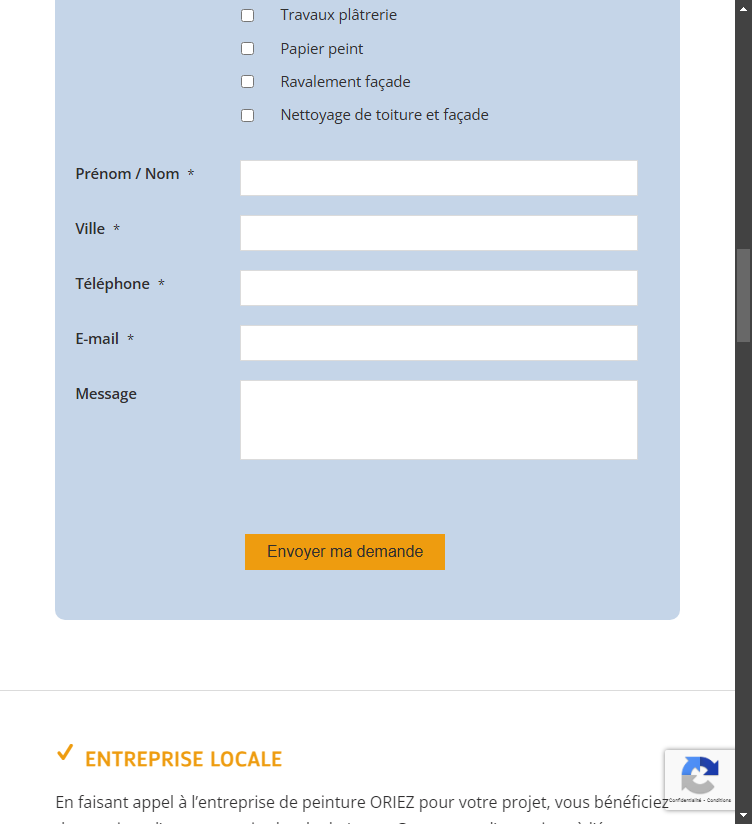 Travaux plâtrerie
Papier peint
Ravalement façade
Nettoyage de toiture et façade
Prénom / Nom *
Ville *
Téléphone *
E-mail *
Message
Envoyer ma demande
ENTREPRISE LOCALE
En faisant appel à l’entreprise de peinture ORIEZ pour votre projet, vous bénéficiez
Confidentialité - Conditions